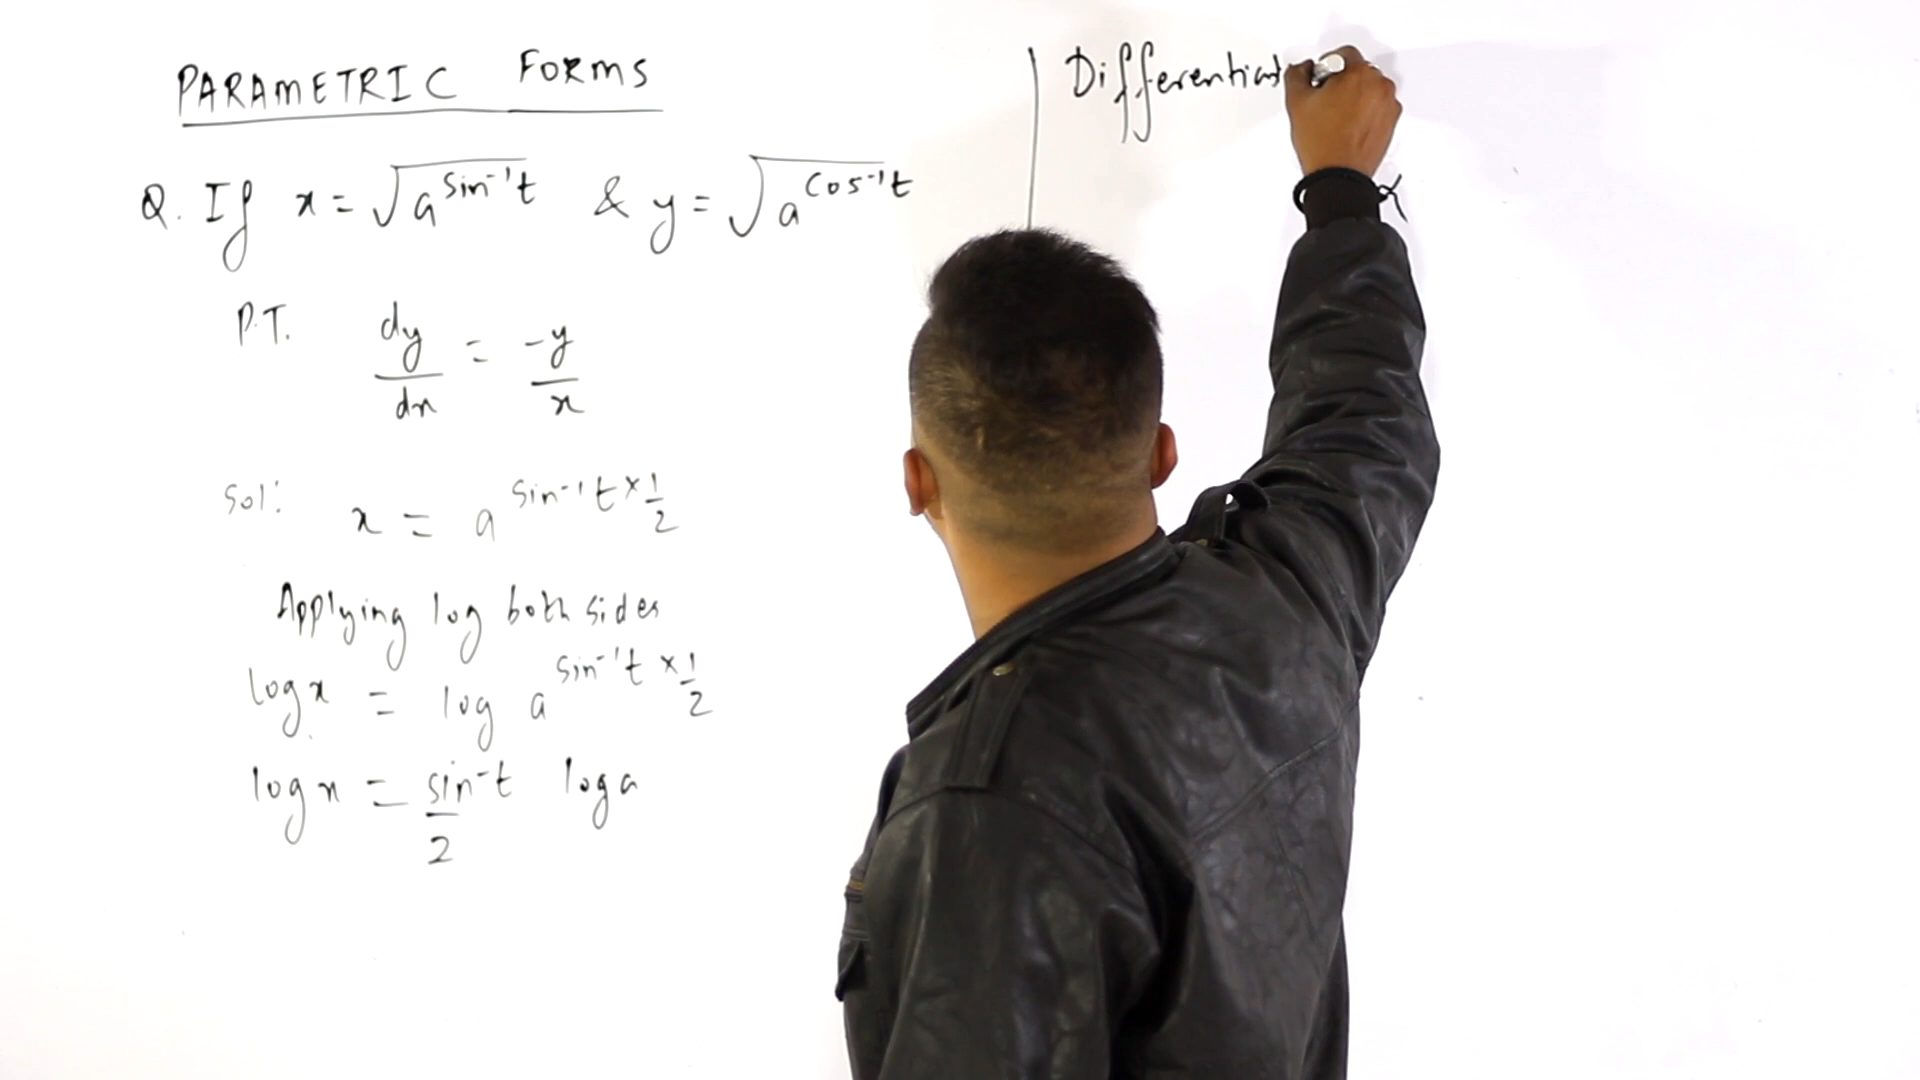 PARAMETRIC FORMS
Q. If x = √a^sin⁻¹t & y = √a^cos⁻¹t
P.T. dy/dx = -y/x
Sol: x = a^sin⁻¹t × 1/2
Applying log both sides
log x = log a^sin⁻¹t × 1/2
log x = sin⁻t/2 log a
Differentiat